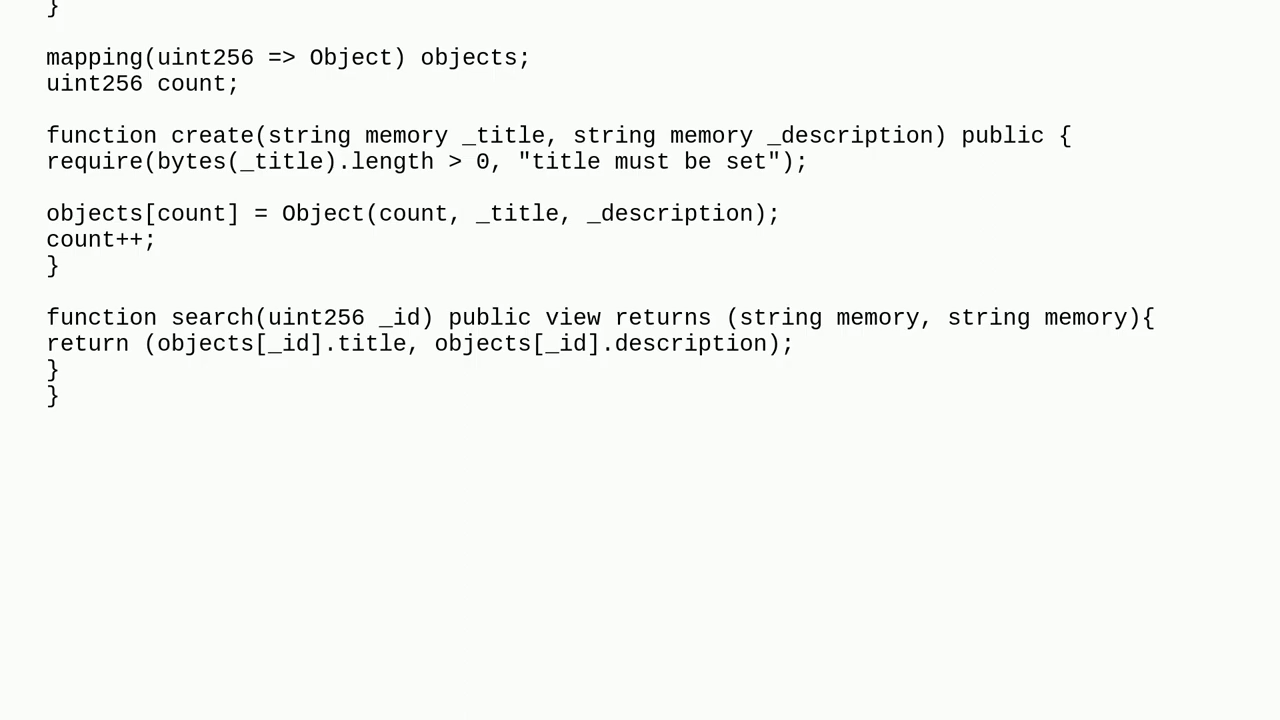 }
mapping(uint256 => Object) objects;
uint256 count;
function create(string memory _title, string memory _description) public {
require(bytes(_title).length > 0, "title must be set");
objects[count] = Object(count, _title, _description);
count++;
}
function search(uint256 _id) public view returns (string memory, string memory){
return (objects[_id].title, objects[_id].description);
}
}